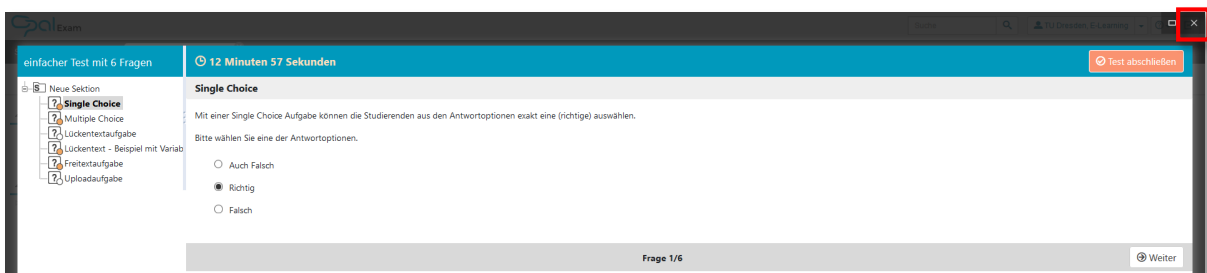 Opal Exam
Suche
TU Dresden, E-Learning
einfacher Test mit 6 Fragen
12 Minuten 57 Sekunden
Test abschließen
Neue Sektion
Single Choice
Multiple Choice
Lückentextaufgabe
Lückentext - Beispiel mit Variab
Freitextaufgabe
Uploadaufgabe
Single Choice
Mit einer Single Choice Aufgabe können die Studierenden aus den Antwortoptionen exakt eine (richtige) auswählen.
Bitte wählen Sie eine der Antwortoptionen.
Auch Falsch
Richtig
Falsch
Frage 1/6
Weiter